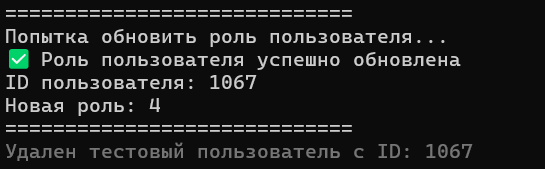 =============================
Попытка обновить роль пользователя...
✅ Роль пользователя успешно обновлена
ID пользователя: 1067
Новая роль: 4
=============================
Удален тестовый пользователь с ID: 1067